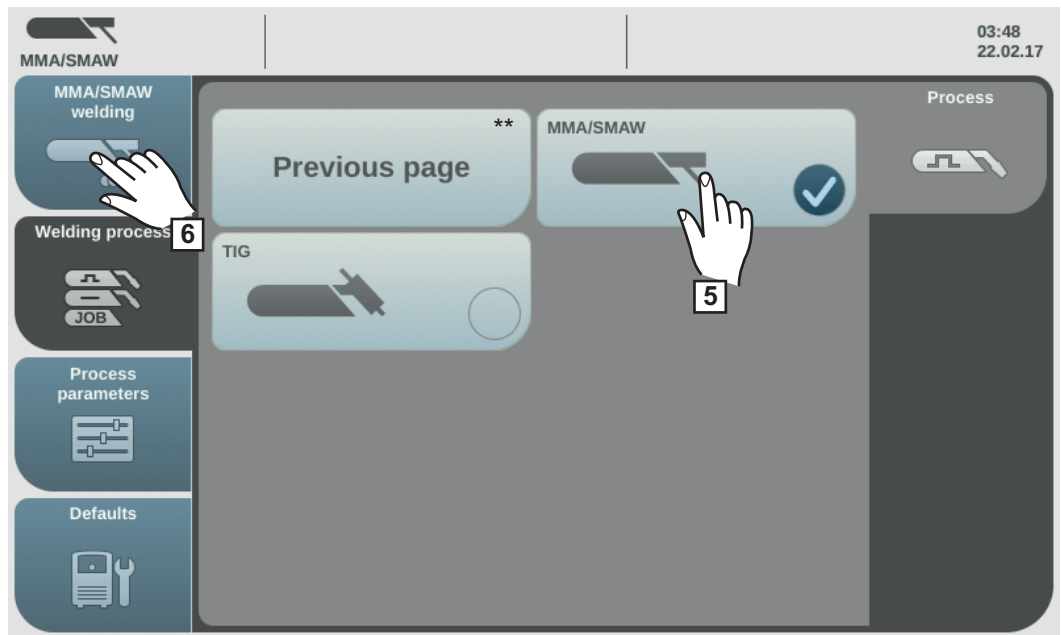 MMA/SMAW
03:48
22.02.17
MMA/SMAW
welding
6
Welding process
JOB
Process
parameters
Defaults
**
Previous page
MMA/SMAW
5
TIG
Process